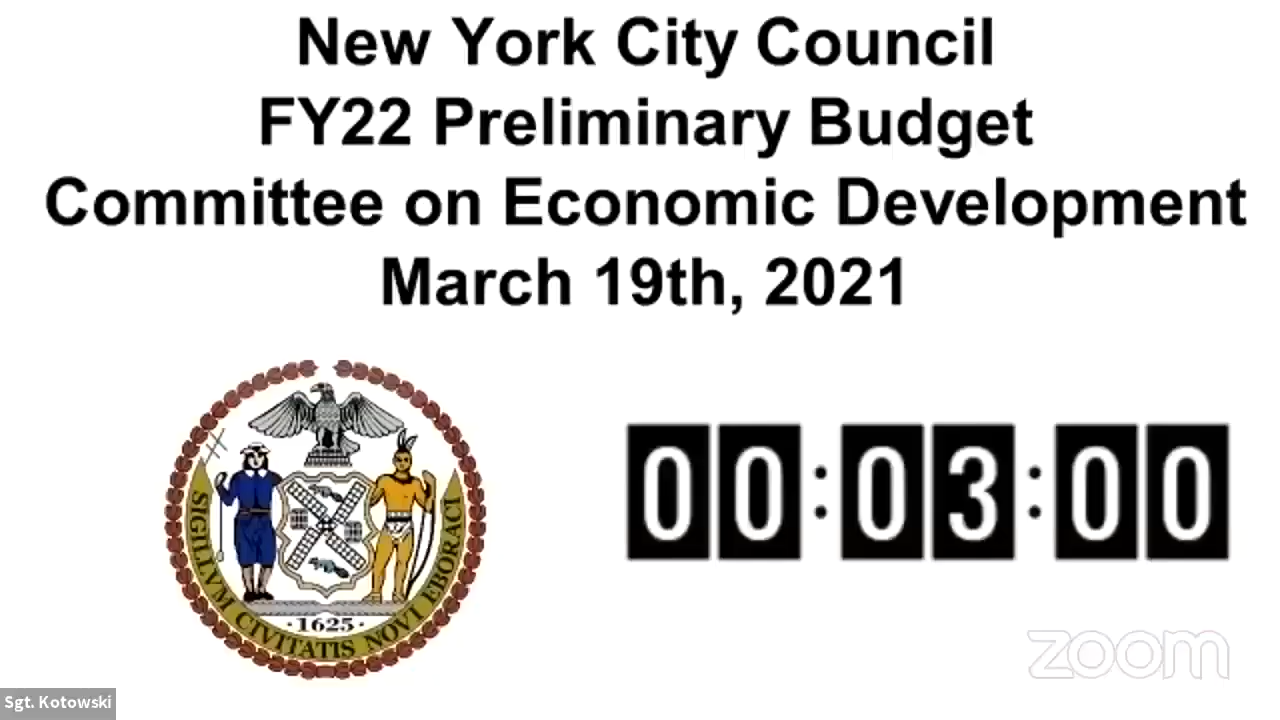 New York City Council
FY22 Preliminary Budget
Committee on Economic Development
March 19th, 2021
00:03:00
SIGILLVM CIVITATIS NOVI EBORACI
·1625·
zoom
Sgt. Kotowski